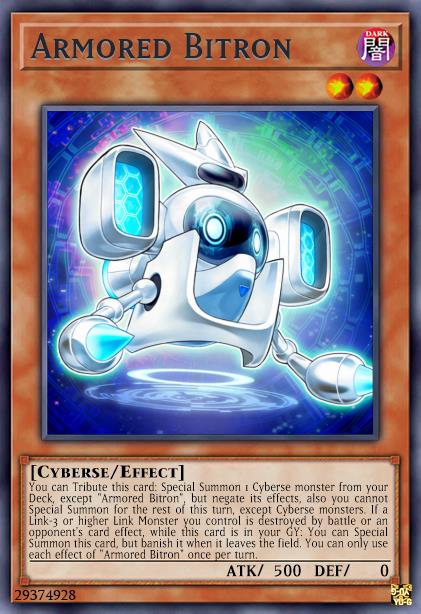 ARMORED BITRON
DARK
闇
[CYBERSE/EFFECT]
You can Tribute this card: Special Summon 1 Cyberse monster from your
Deck, except "Armored Bitron", but negate its effects, also you cannot
Special Summon for the rest of this turn, except Cyberse monsters. If a
Link-3 or higher Link Monster you control is destroyed by battle or an
opponent's card effect, while this card is in your GY: You can Special
Summon this card, but banish it when it leaves the field. You can only use
each effect of "Armored Bitron" once per turn.
ATK/ 500 DEF/ 0
29374928